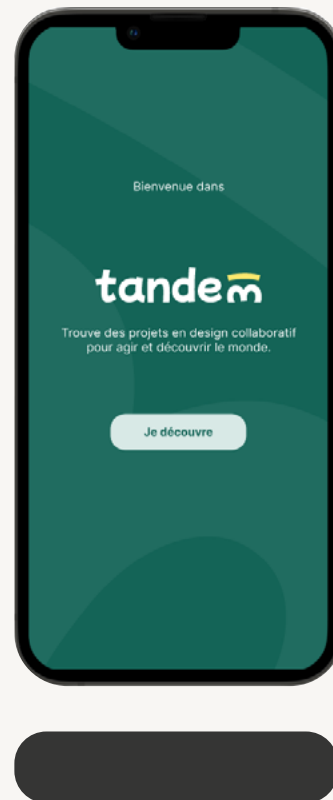 Bienvenue dans
tandem
Trouve des projets en design collaboratif
pour agir et découvrir le monde.
Je découvre